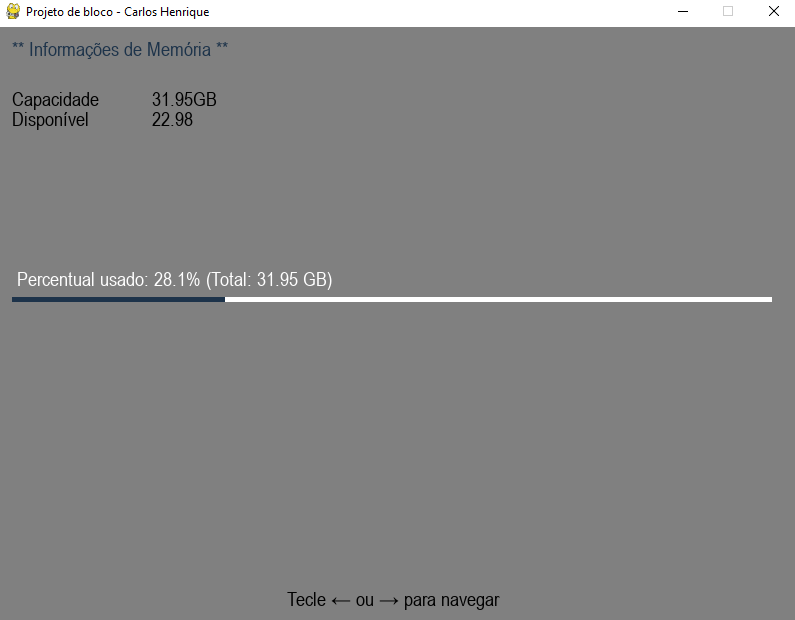 Projeto de bloco - Carlos Henrique
** Informações de Memória **
Capacidade 31.95GB
Disponível 22.98
Percentual usado: 28.1% (Total: 31.95 GB)
Tecle ← ou → para navegar